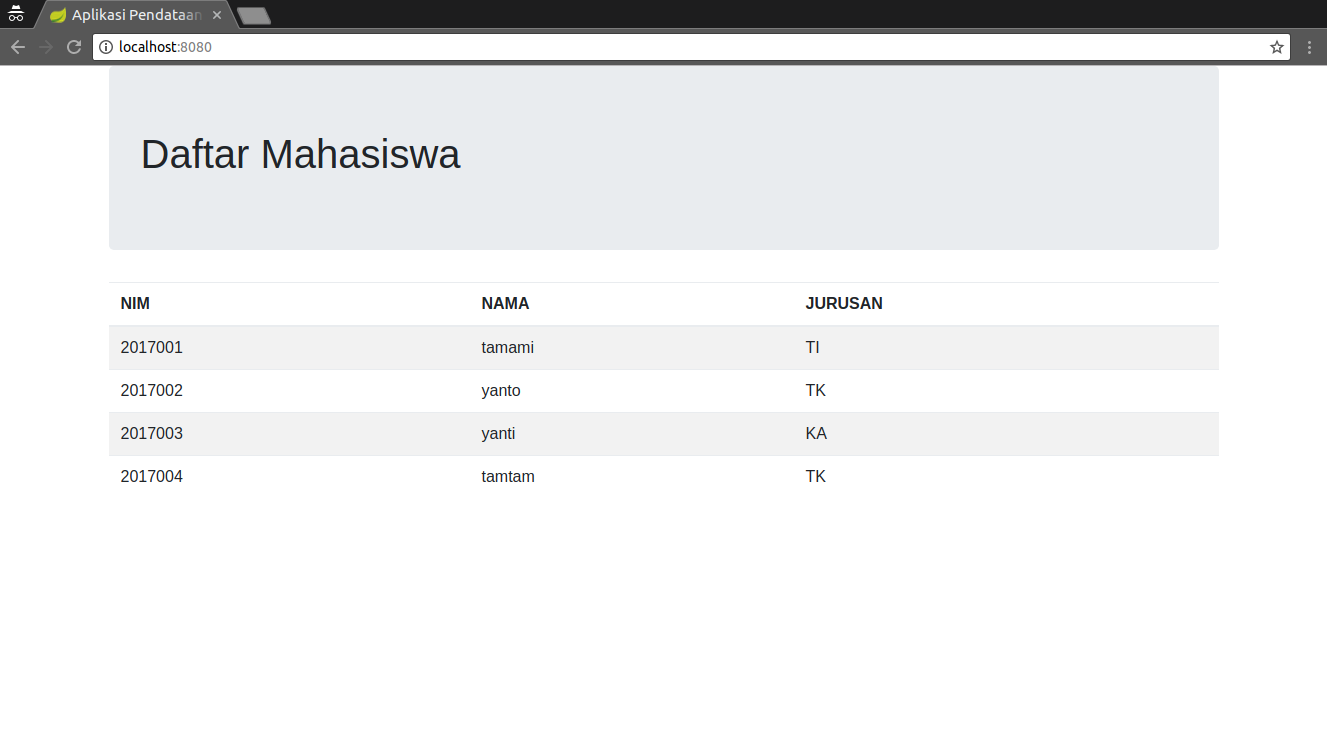 Aplikasi Pendataan
localhost:8080
Daftar Mahasiswa
NIM NAMA JURUSAN
2017001 tamami TI
2017002 yanto TK
2017003 yanti KA
2017004 tamtam TK